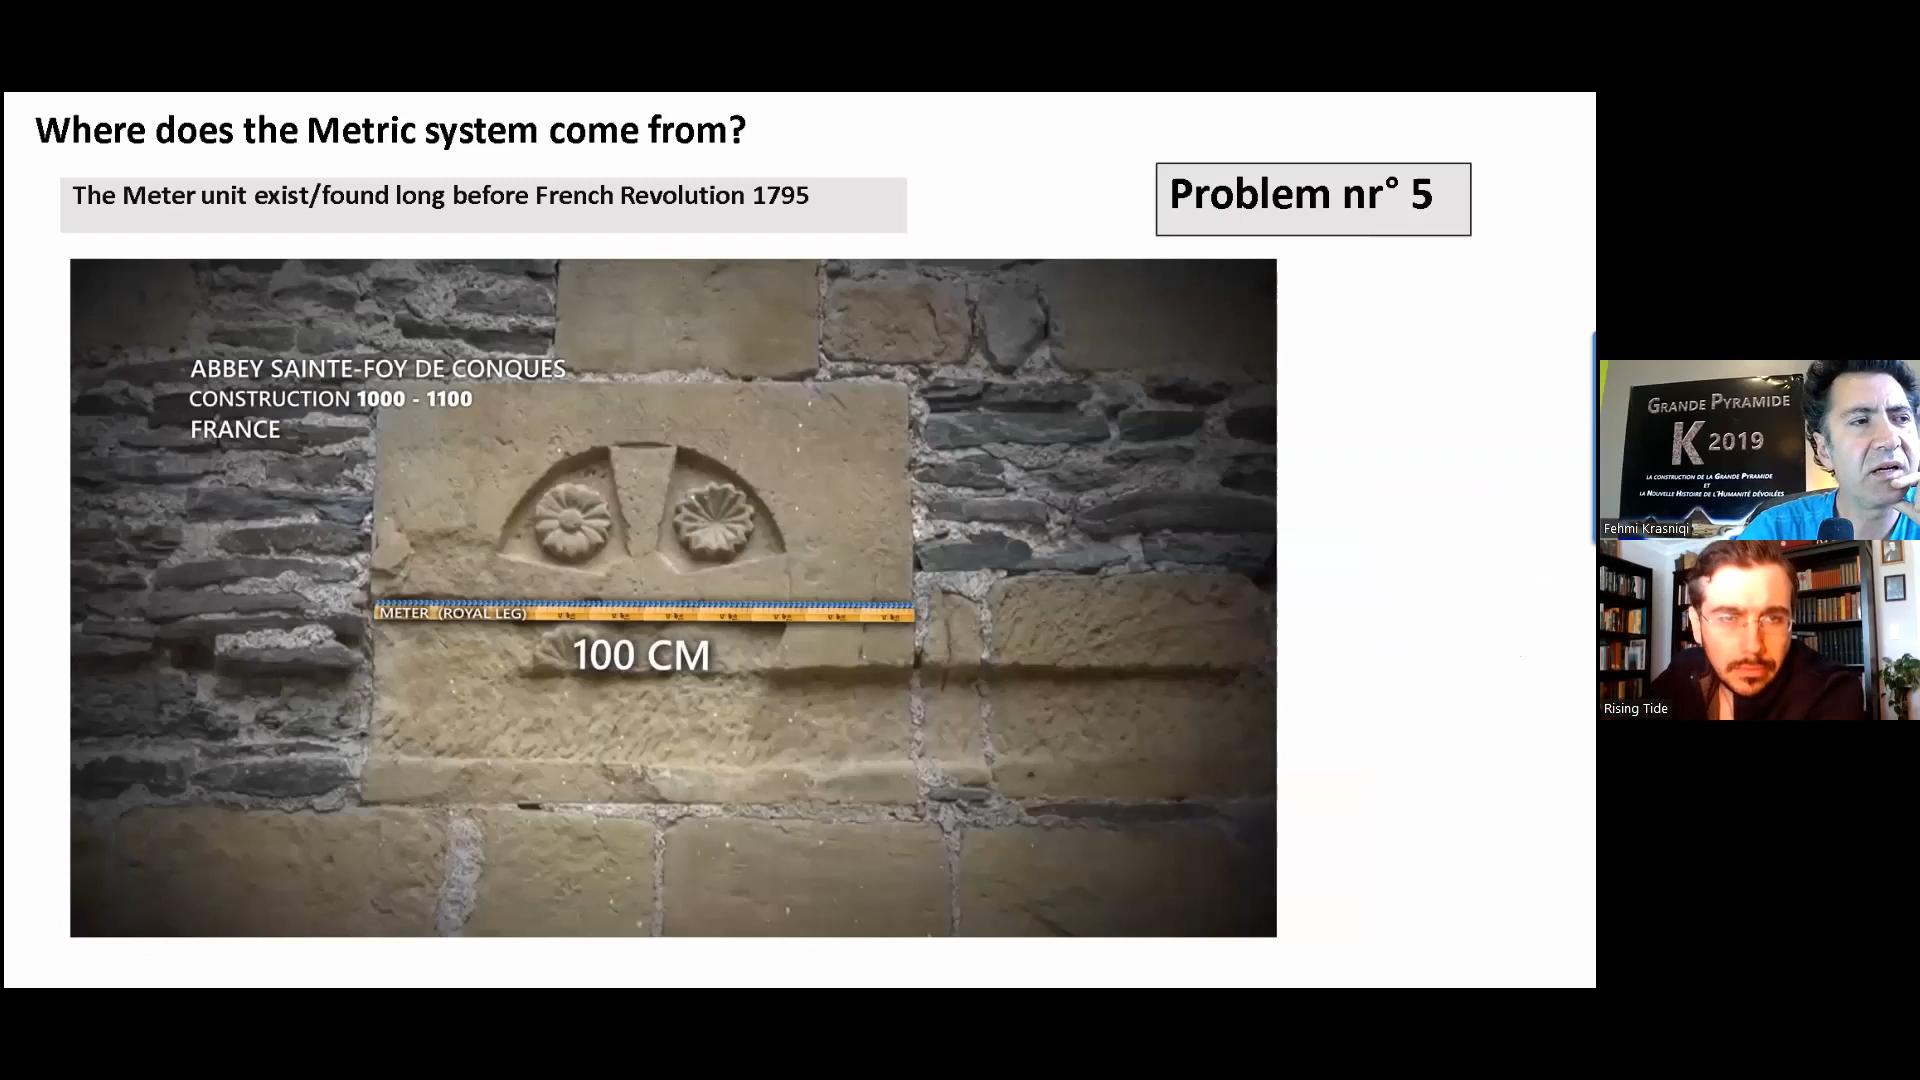 Where does the Metric system come from?
The Meter unit exist/found long before French Revolution 1795
Problem nr° 5
ABBEY SAINTE-FOY DE CONQUES
CONSTRUCTION 1000 - 1100
FRANCE
METER (ROYAL LEG)
100 CM
GRANDE PYRAMIDE
K 2019
LA CONSTRUCTION DE LA GRANDE PYRAMIDE
ET
LA NOUVELLE HISTOIRE DE L'HUMANITÉ DÉVOILÉES
Fehmi Krasniqi
Rising Tide